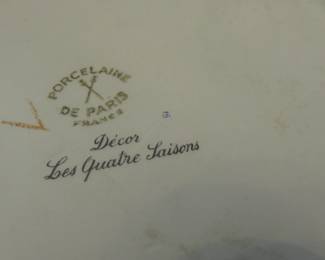 PORCELAINE
DE PARIS
FRANCE
Décor
Les Quatre Saisons